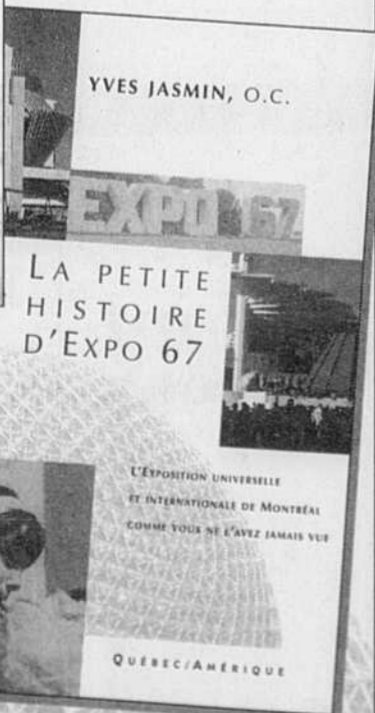 YVES JASMIN, O.C.
EXPO 67
LA PETITE
HISTOIRE
D'EXPO 67
L'EXPOSITION UNIVERSELLE
ET INTERNATIONALE DE MONTRÉAL
COMME VOUS NE L'AVEZ JAMAIS VUE
QUÉBEC/AMÉRIQUE